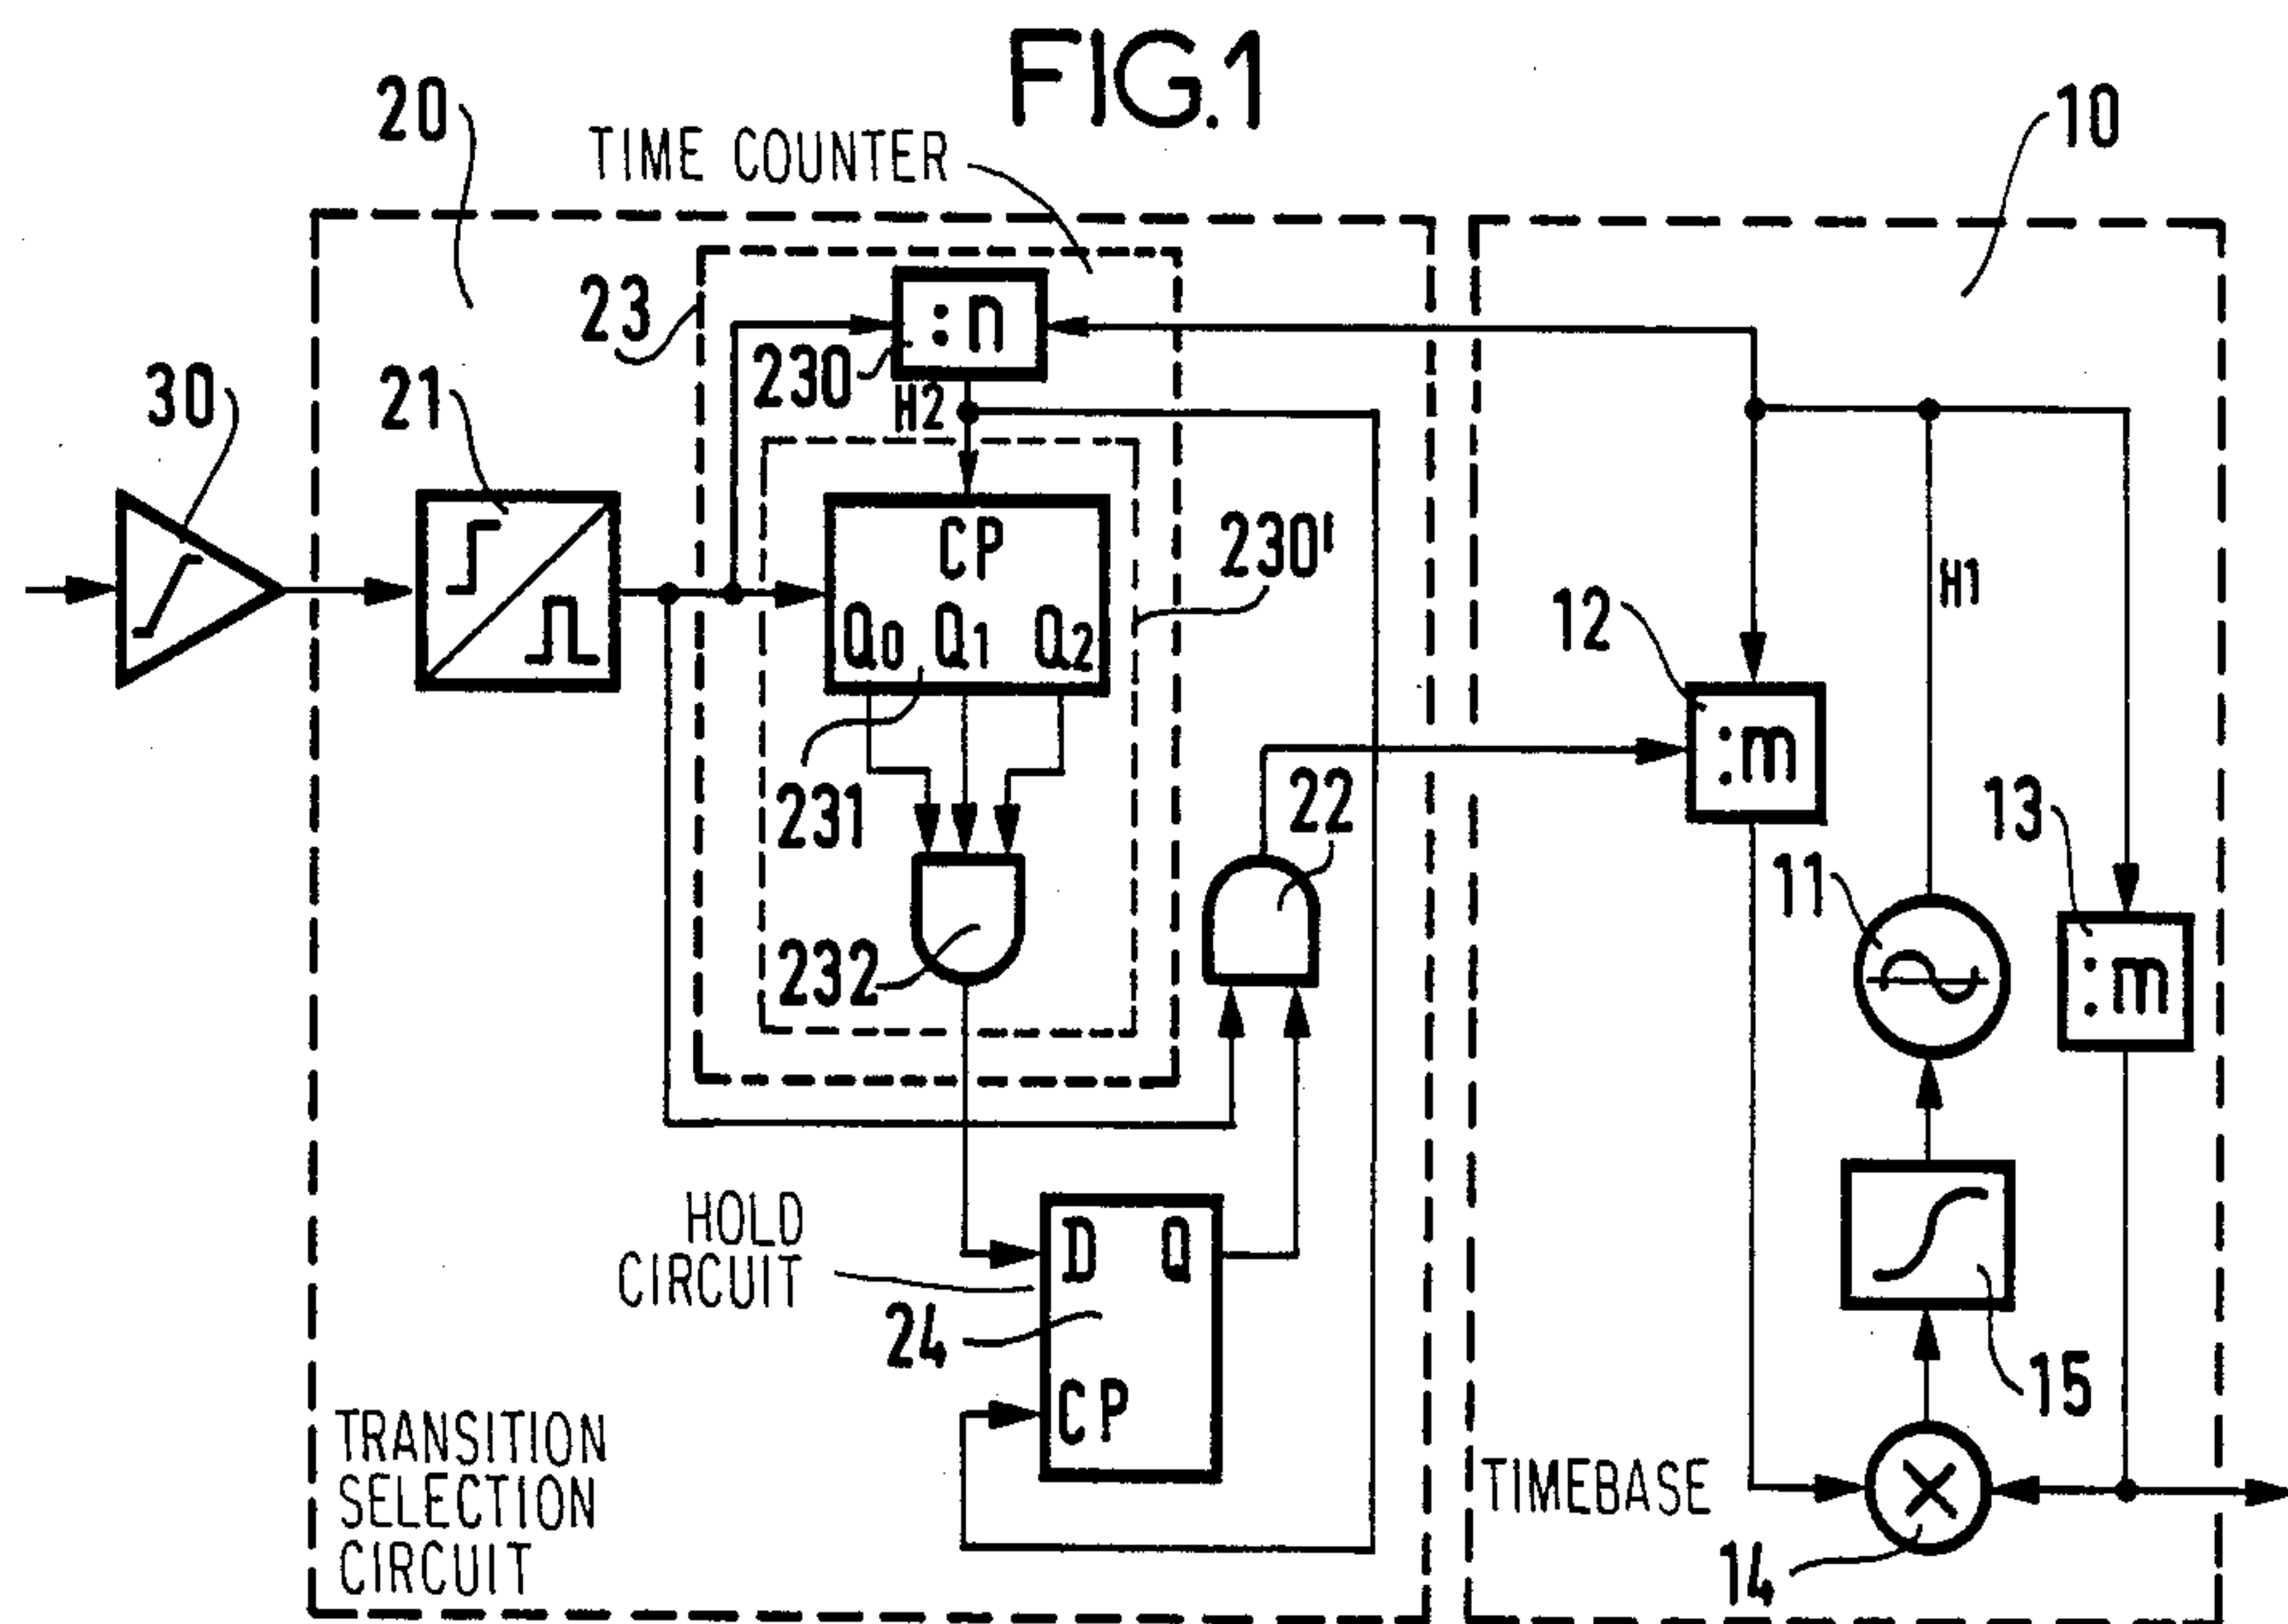 FIG.1
20
10
TIME COUNTER
23
:n
230
H2
30
21
CP
230'
Q0 Q1 Q2
H1
12
:m
231
22
13
11
:m
232
HOLD
CIRCUIT
D Q
24
CP
15
TRANSITION
SELECTION
CIRCUIT
TIMEBASE
14